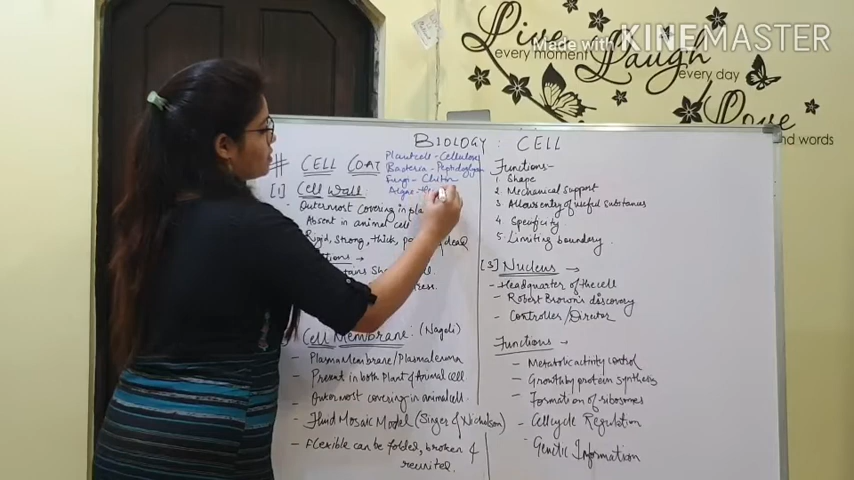 Made with KINEMASTER
Live
every moment
Laugh
every day
Love
beyond words
BIOLOGY : CELL
# CELL COAT
Plant cell - Cellulose
Bacteria - Peptidoglycan
Fungi - Chitin
Algae -
[1] Cell Wall
- Outermost covering in
Absent in animal cell
Rigid, strong, thick, dead
Cell Membrane : (Nageli)
- Plasma Membrane / Plasmalemma
- Present in both Plant & Animal cell
- Outermost covering in animal cell
- Fluid Mosaic Model (Singer & Nicholson)
- Flexible can be folded, broken &
reunited.
Functions -
1. Shape
2. Mechanical Support
3. Allows entry of useful substances
4. Specificity
5. Limiting boundary.
[3] Nucleus →
- Headquarter of the cell
- Robert Brown's discovery
- Controller / Director
Functions →
- Metabolic activity control
- Growth by protein synthesis
- Formation of ribosomes
- Cell cycle Regulation
- Genetic Information